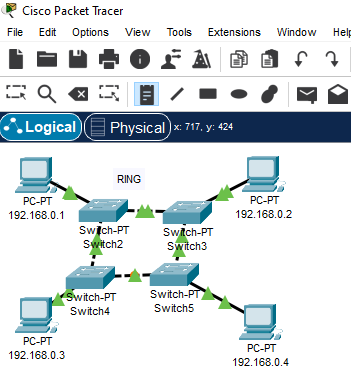 Cisco Packet Tracer
File Edit Options View Tools Extensions Window Help
Logical Physical x: 717, y: 424
RING
PC-PT
192.168.0.1
PC-PT
192.168.0.2
Switch-PT
Switch2
Switch-PT
Switch3
Switch-PT
Switch4
Switch-PT
Switch5
PC-PT
192.168.0.3
PC-PT
192.168.0.4